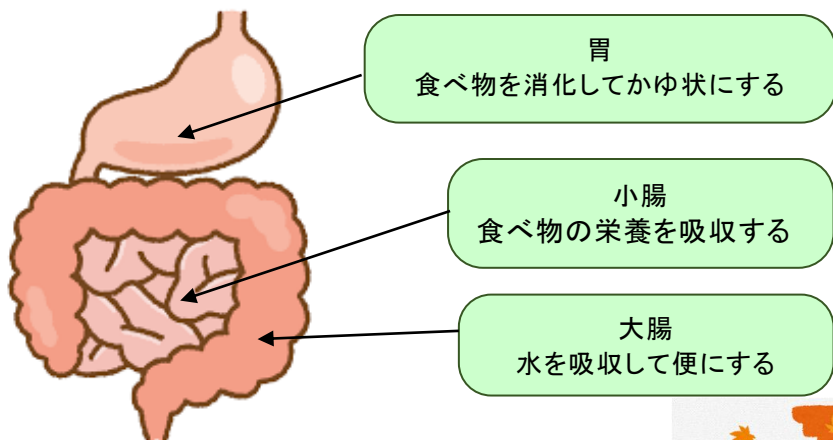 胃
食べ物を消化してかゆ状にする
小腸
食べ物の栄養を吸収する
大腸
水を吸収して便にする